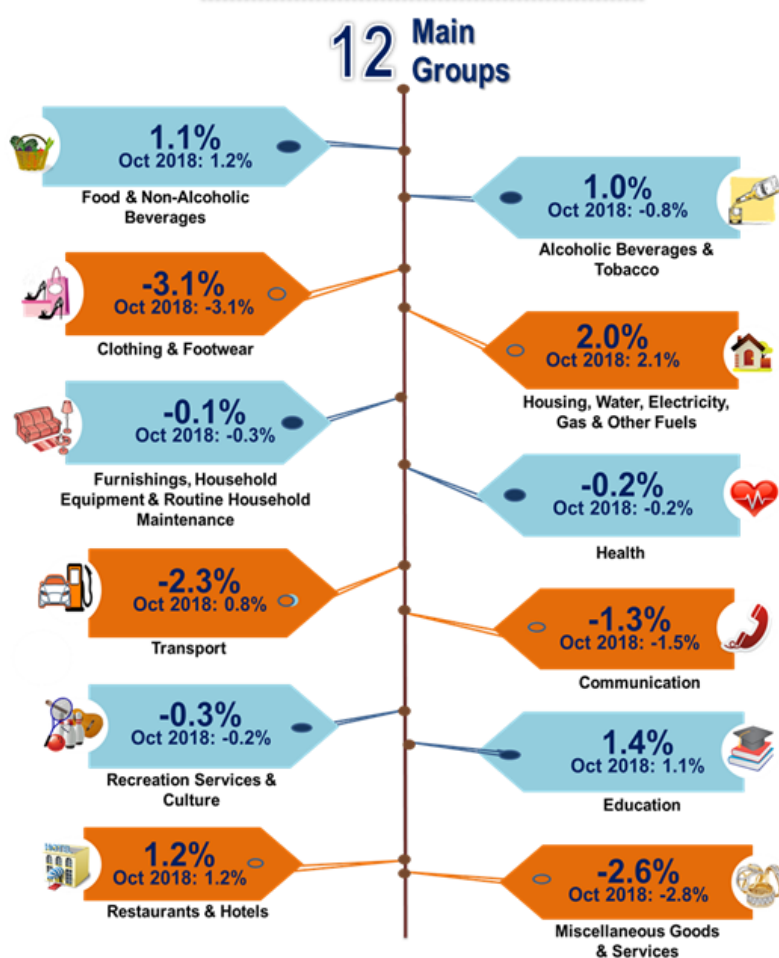 12 Main
Groups
1.1%
Oct 2018: 1.2%
Food & Non-Alcoholic
Beverages
1.0%
Oct 2018: -0.8%
Alcoholic Beverages &
Tobacco
-3.1%
Oct 2018: -3.1%
Clothing & Footwear
2.0%
Oct 2018: 2.1%
Housing, Water, Electricity,
Gas & Other Fuels
-0.1%
Oct 2018: -0.3%
Furnishings, Household
Equipment & Routine Household
Maintenance
-0.2%
Oct 2018: -0.2%
Health
-2.3%
Oct 2018: 0.8%
Transport
-1.3%
Oct 2018: -1.5%
Communication
-0.3%
Oct 2018: -0.2%
Recreation Services &
Culture
1.4%
Oct 2018: 1.1%
Education
1.2%
Oct 2018: 1.2%
Restaurants & Hotels
-2.6%
Oct 2018: -2.8%
Miscellaneous Goods
& Services